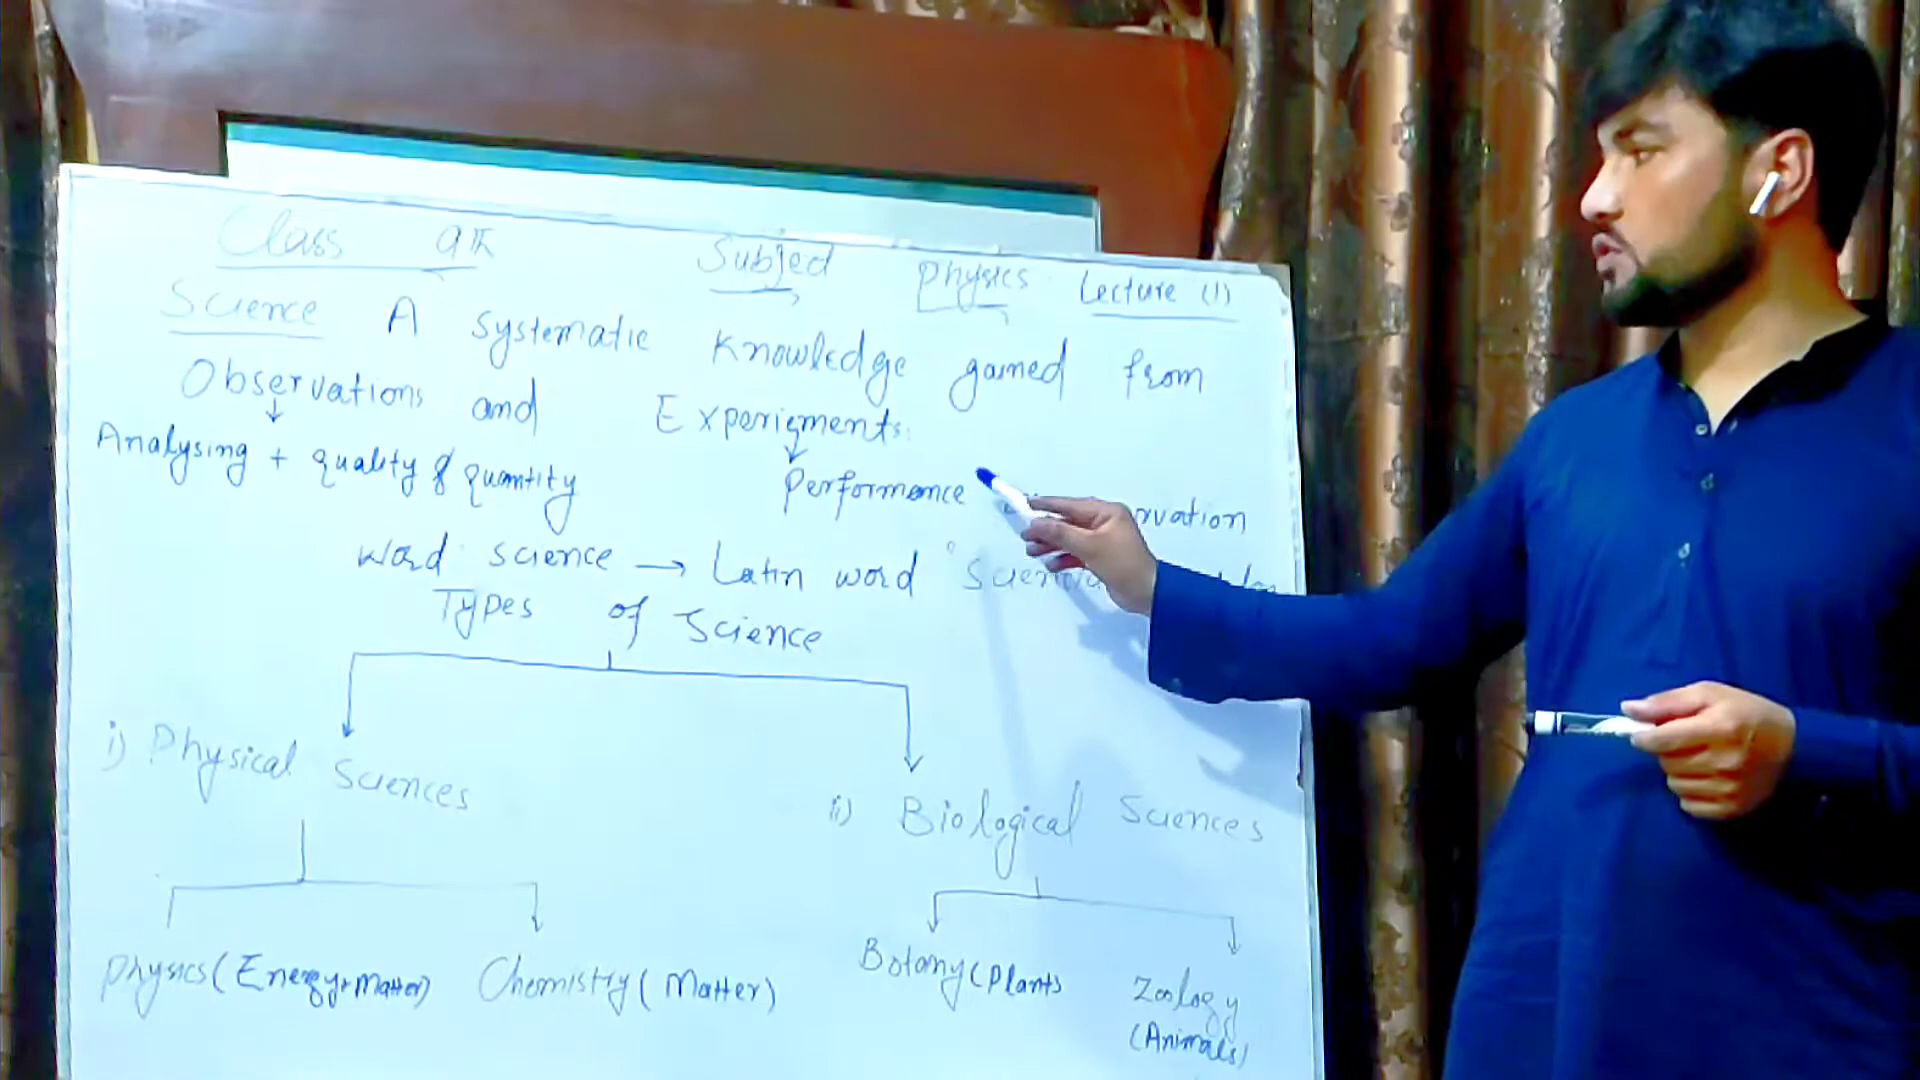 Class 9th Subject Physics Lecture (1)
Science A systematic knowledge gained from
Observations and Experiments.
Analysing + quality & quantity
Performance rvation
Word science → Latin word "Scientia
Types of Science
i) Physical Sciences
ii) Biological Sciences
Physics (Energy + Matter) Chemistry (Matter)
Botany (Plants
Zoology
(Animals)